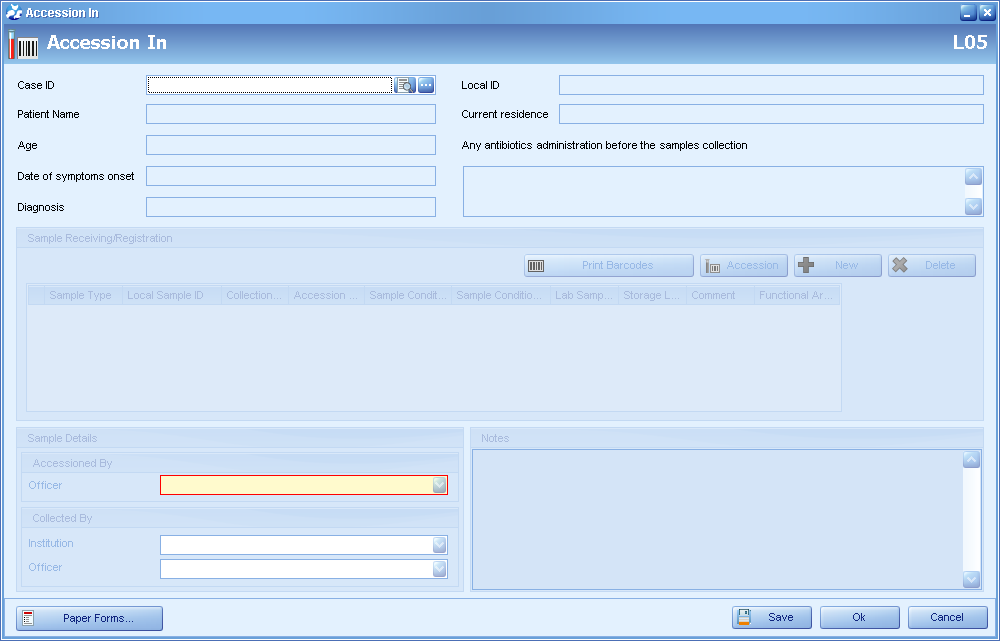 Accession In
Accession In L05
Case ID
Local ID
Patient Name
Current residence
Age
Any antibiotics administration before the samples collection
Date of symptoms onset
Diagnosis
Sample Receiving/Registration
Print Barcodes Accession New Delete
Sample Type Local Sample ID Collection... Accession ... Sample Condit... Sample Conditio... Lab Samp... Storage L... Comment Functional Ar...
Sample Details
Notes
Accessioned By
Officer
Collected By
Institution
Officer
Paper Forms... Save Ok Cancel